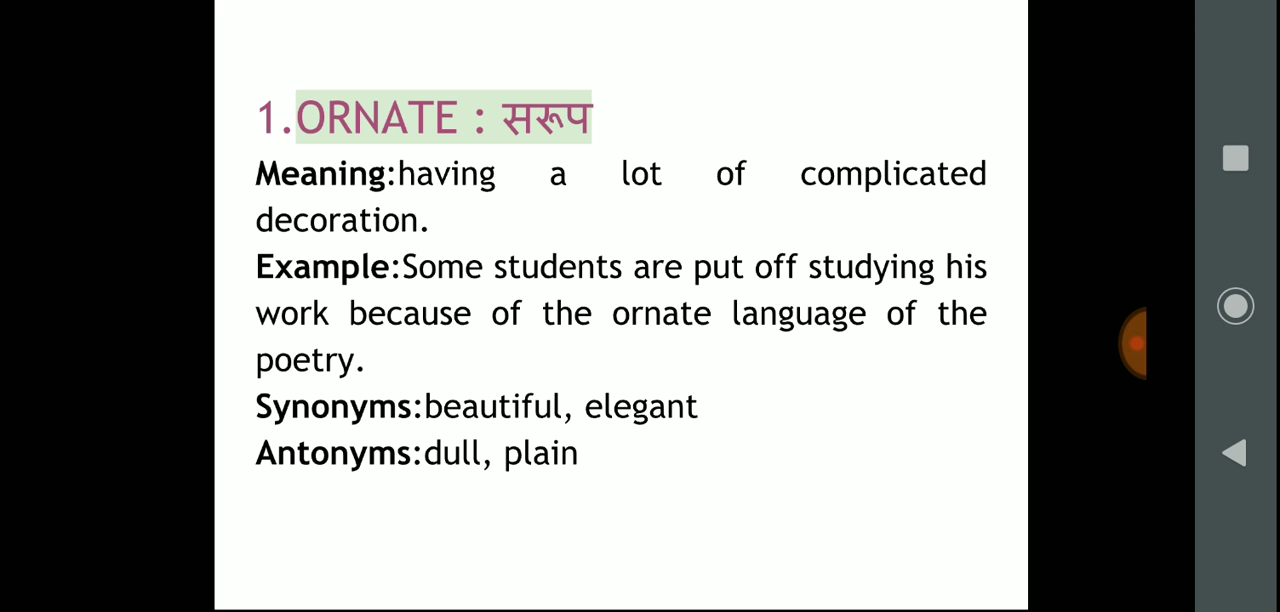 1.ORNATE : सरूप
Meaning:having a lot of complicated
decoration.
Example:Some students are put off studying his
work because of the ornate language of the
poetry.
Synonyms:beautiful, elegant
Antonyms:dull, plain